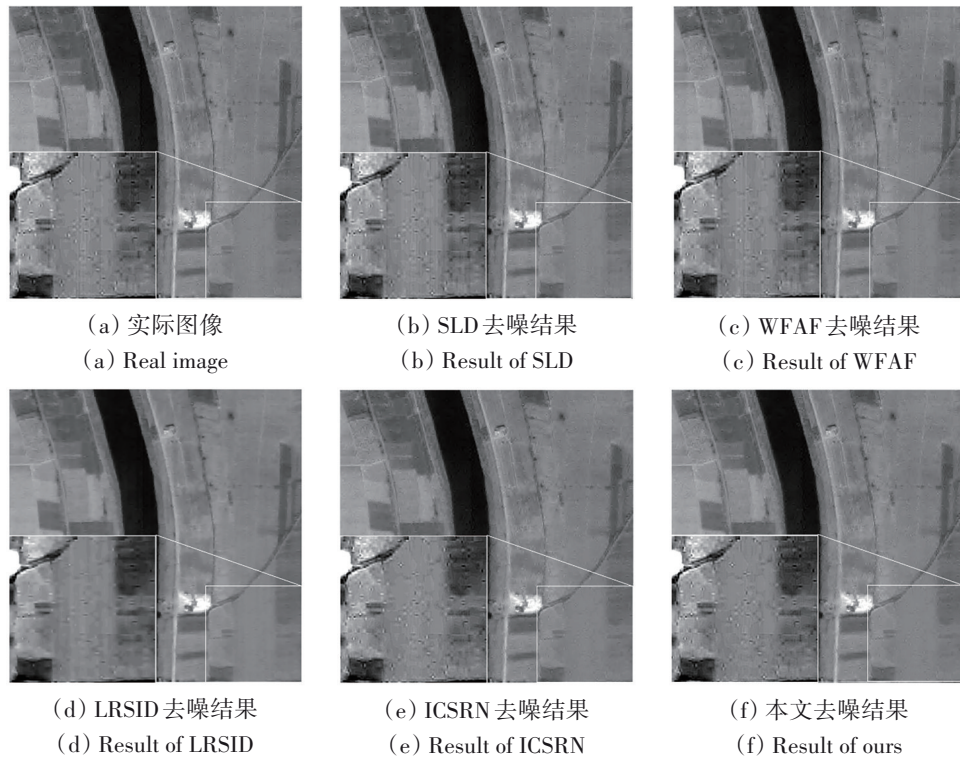 (a) 实际图像
(a) Real image
(b) SLD 去噪结果
(b) Result of SLD
(c) WFAF 去噪结果
(c) Result of WFAF
(d) LRSID 去噪结果
(d) Result of LRSID
(e) ICSRN 去噪结果
(e) Result of ICSRN
(f) 本文去噪结果
(f) Result of ours